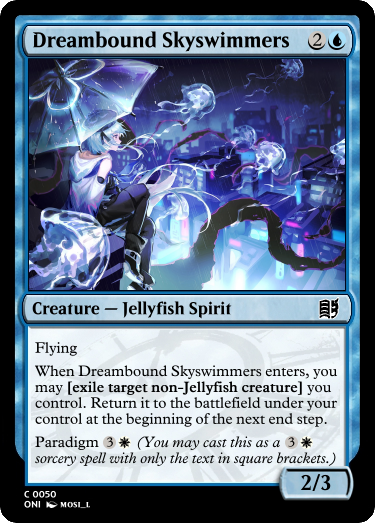 Dreambound Skyswimmers 2
Creature — Jellyfish Spirit
Flying
When Dreambound Skyswimmers enters, you
may [exile target non-Jellyfish creature] you
control. Return it to the battlefield under your
control at the beginning of the next end step.
Paradigm 3 (You may cast this as a 3
sorcery spell with only the text in square brackets.)
2/3
C 0050
ONI MOSI_L